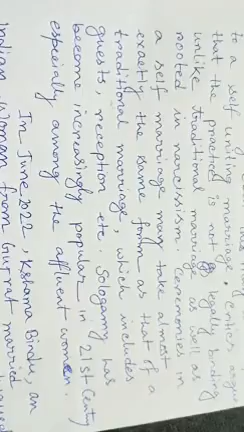 to a self uniting marriage. Critics argue
that the practice is not legally binding
unlike traditional marriage as well as
rooted in narcissism. Ceremonies in
a self marriage may take almost
exactly the same form as that of a
traditional marriage, which includes
guests, reception etc. Sologamy has
become increasingly popular in 21st Centy
especially among the affluent women.
In June 2022, Kshama Bindu, an
Indian woman from Gujrat married